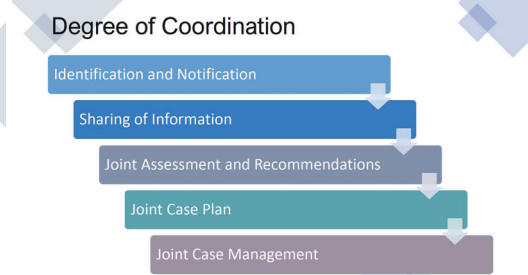 Degree of Coordination
Identification and Notification
Sharing of Information
Joint Assessment and Recommendations
Joint Case Plan
Joint Case Management